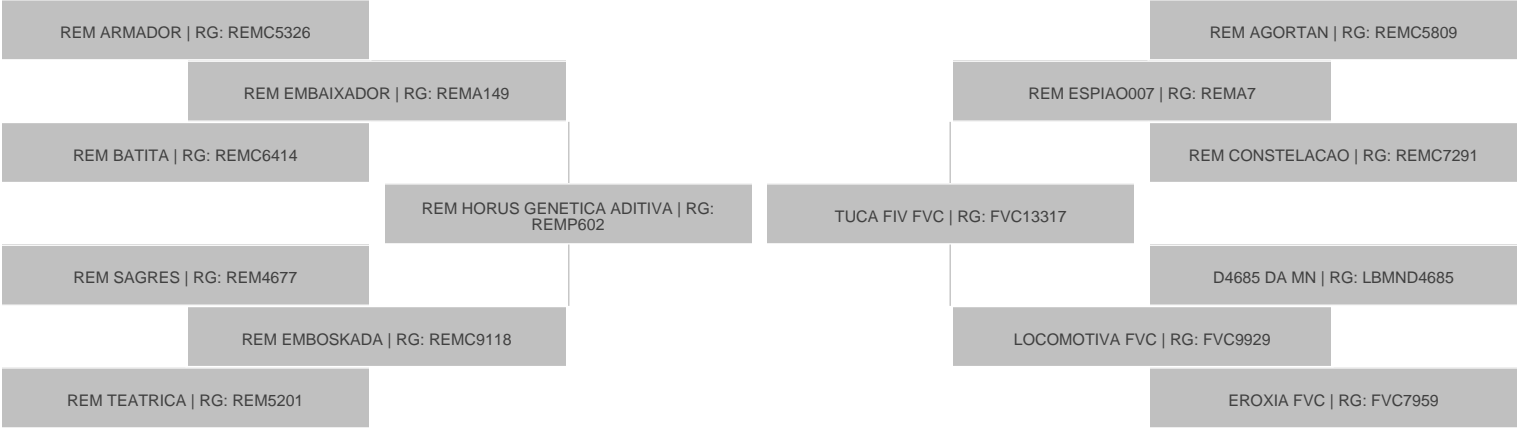 REM ARMADOR | RG: REMC5326
REM AGORTAN | RG: REMC5809
REM EMBAIXADOR | RG: REMA149
REM ESPIAO007 | RG: REMA7
REM BATITA | RG: REMC6414
REM CONSTELACAO | RG: REMC7291
REM HORUS GENETICA ADITIVA | RG:
REMP602
TUCA FIV FVC | RG: FVC13317
REM SAGRES | RG: REM4677
D4685 DA MN | RG: LBMND4685
REM EMBOSKADA | RG: REMC9118
LOCOMOTIVA FVC | RG: FVC9929
REM TEATRICA | RG: REM5201
EROXIA FVC | RG: FVC7959